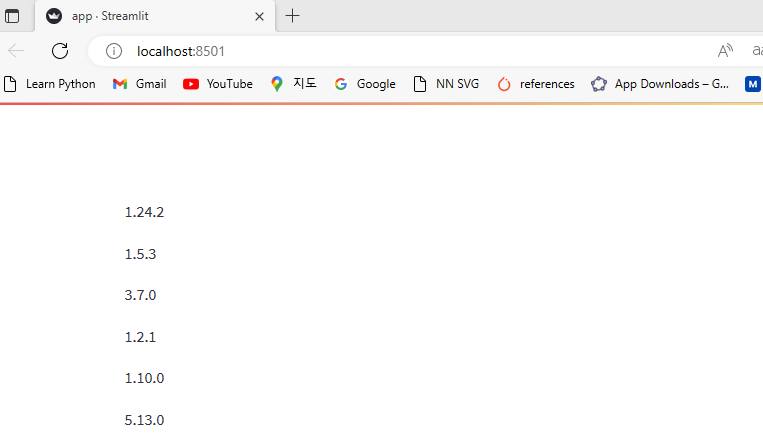 app · Streamlit
localhost:8501
Learn Python Gmail YouTube 지도 Google NN SVG references App Downloads – G... M
1.24.2
1.5.3
3.7.0
1.2.1
1.10.0
5.13.0